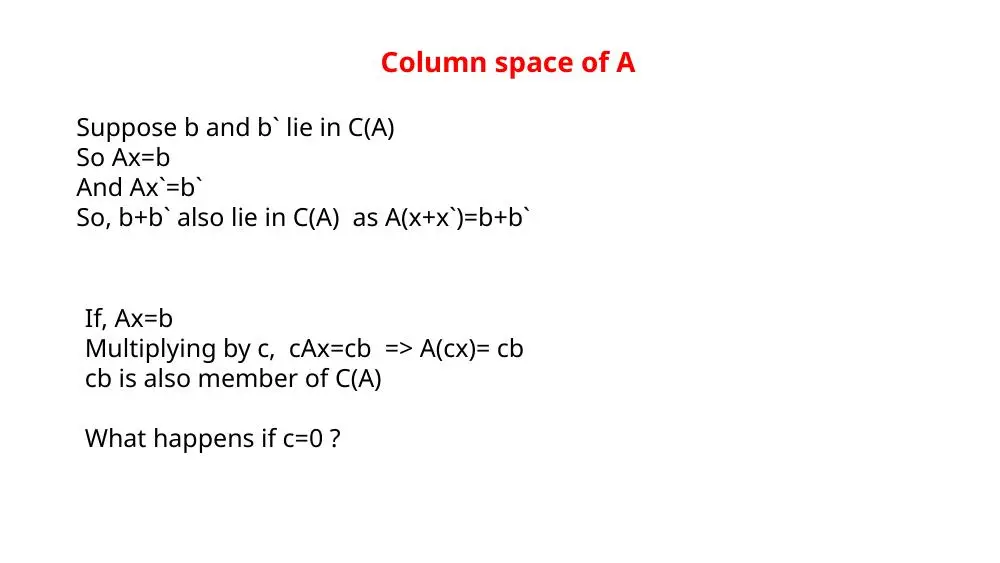 Column space of A
Suppose b and b` lie in C(A)
So Ax=b
And Ax`=b`
So, b+b` also lie in C(A)  as A(x+x`)=b+b`
If, Ax=b
Multiplying by c,  cAx=cb  => A(cx)= cb
cb is also member of C(A)
What happens if c=0 ?